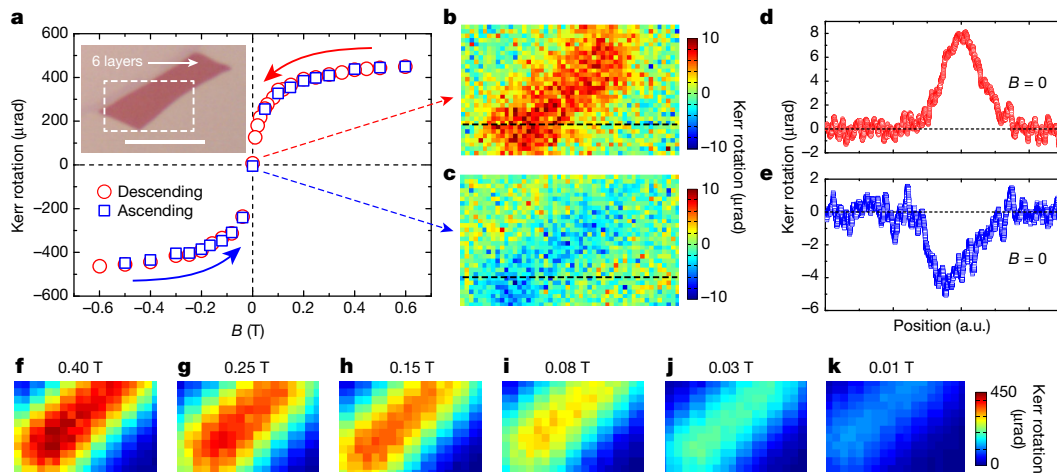 a
600
400
200
0
−200
−400
−600
Kerr rotation (μrad)
6 layers
Descending
Ascending
−0.6 −0.4 −0.2 0 0.2 0.4 0.6
B (T)
b
10
0
−10
Kerr rotation (μrad)
c
10
0
−10
d
8
6
4
2
0
−2
B = 0
Kerr rotation (μrad)
e
2
0
−2
−4
−6
B = 0
Position (a.u.)
f 0.40 T
g 0.25 T
h 0.15 T
i 0.08 T
j 0.03 T
k 0.01 T
450
0
Kerr rotation
(μrad)